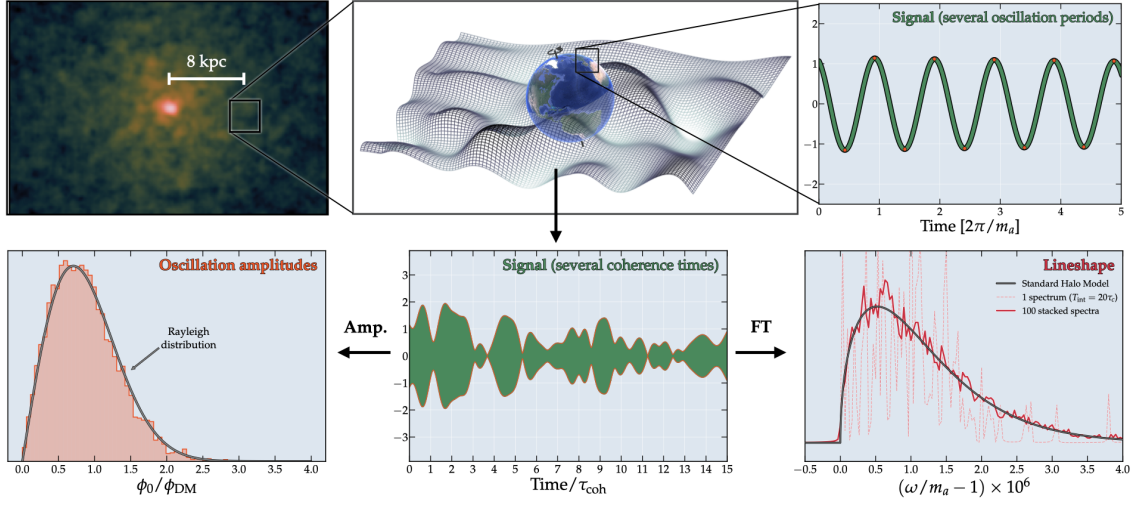 8 kpc
Signal (several oscillation periods)
2
1
0
−1
−2
0 1 2 3 4 5
Time [2π/mₐ]
Oscillation amplitudes
Rayleigh
distribution
0.0 0.5 1.0 1.5 2.0 2.5 3.0 3.5 4.0
ϕ₀/ϕ_DM
Amp.
Signal (several coherence times)
3
2
1
0
−1
−2
−3
0 1 2 3 4 5 6 7 8 9 10 11 12 13 14 15
Time/τ_coh
FT
Lineshape
Standard Halo Model
1 spectrum (T_int = 20τ_c)
100 stacked spectra
−0.5 0.0 0.5 1.0 1.5 2.0 2.5 3.0 3.5 4.0
(ω/mₐ − 1) × 10⁶